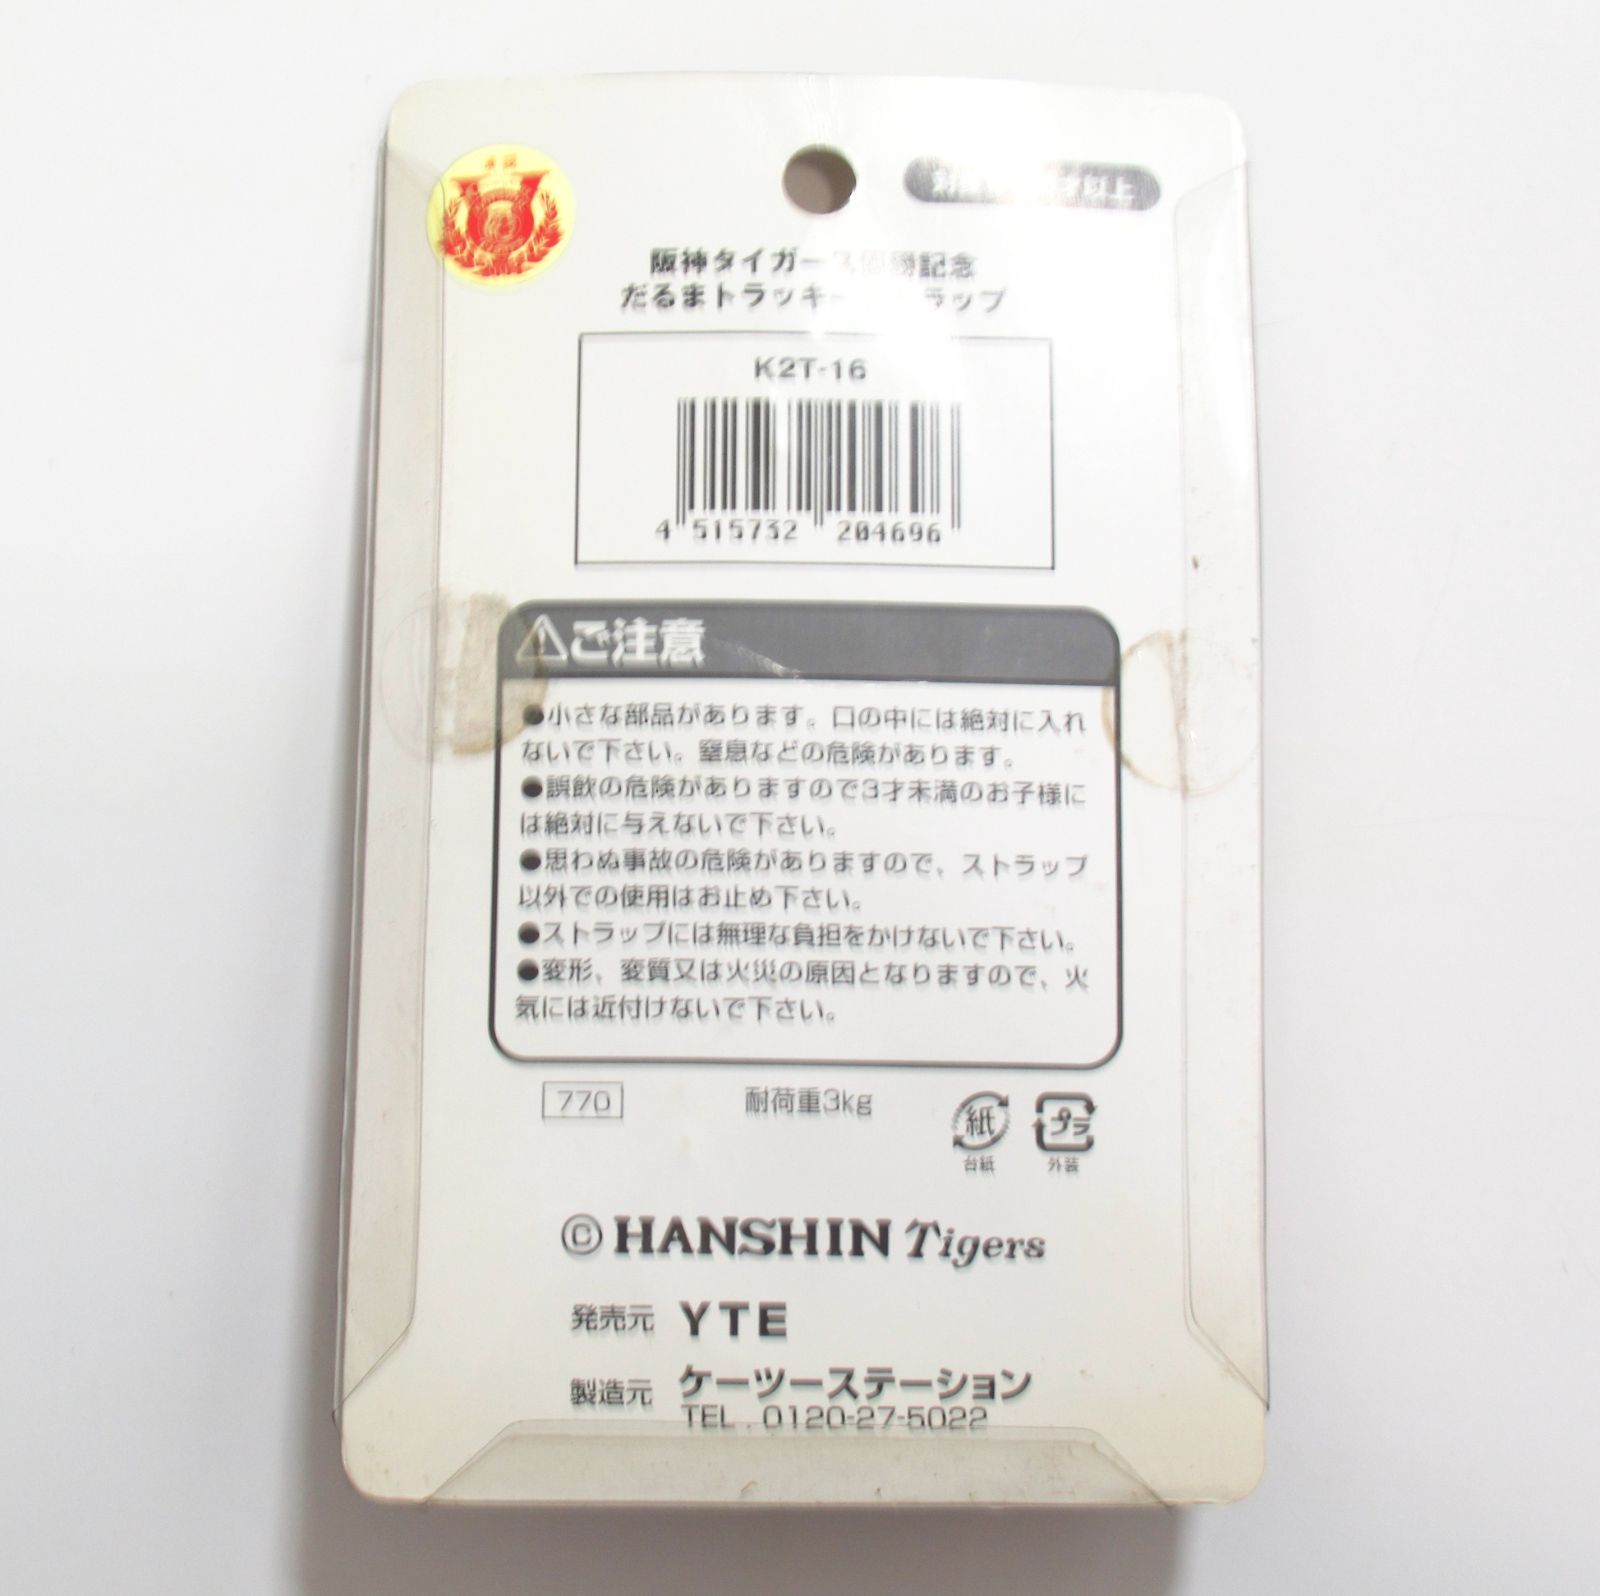 承認
対象 才以上
阪神タイガース優勝記念
だるまトラッキー ラップ
K2T-16
4 515732 204696
ご注意
●小さな部品があります。口の中には絶対に入れ
ないで下さい。窒息などの危険があります。
●誤飲の危険がありますので3才未満のお子様に
は絶対に与えないで下さい。
●思わぬ事故の危険がありますので、ストラップ
以外での使用はお止め下さい。
●ストラップには無理な負担をかけないで下さい。
●変形、変質又は火災の原因となりますので、火
気には近付けないで下さい。
770 耐荷重3kg
紙 プラ
台紙 外装
©HANSHIN Tigers
発売元 YTE
製造元 ケーツーステーション
TEL . 0120-27-5022